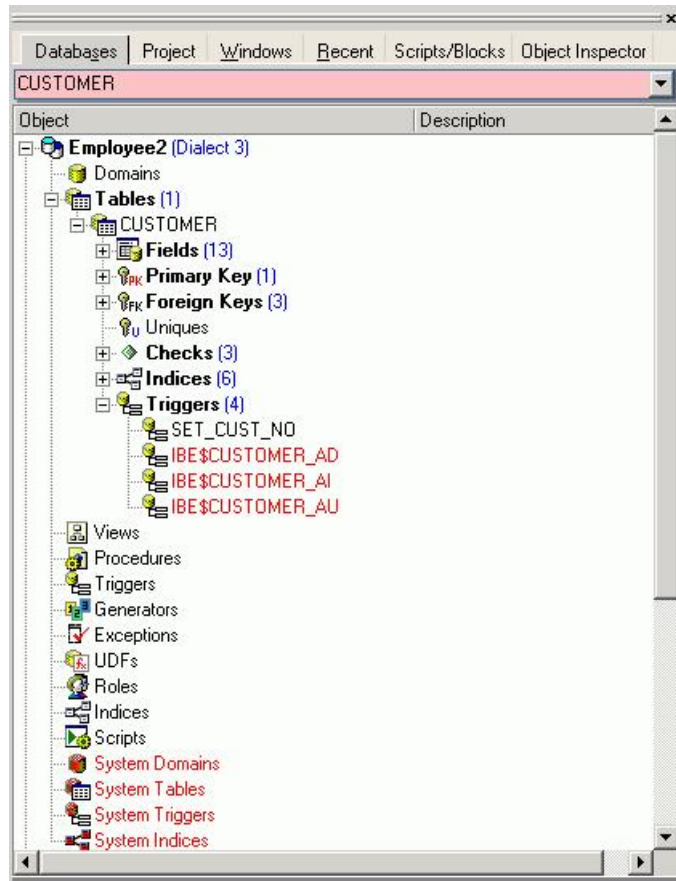 Databases Project Windows Recent Scripts/Blocks Object Inspector
CUSTOMER
Object Description
Employee2 (Dialect 3)
Domains
Tables (1)
CUSTOMER
Fields (13)
PK Primary Key (1)
FK Foreign Keys (3)
U Uniques
Checks (3)
Indices (6)
Triggers (4)
SET_CUST_NO
IBE$CUSTOMER_AD
IBE$CUSTOMER_AI
IBE$CUSTOMER_AU
Views
Procedures
Triggers
Generators
Exceptions
UDFs
Roles
Indices
Scripts
System Domains
System Tables
System Triggers
System Indices